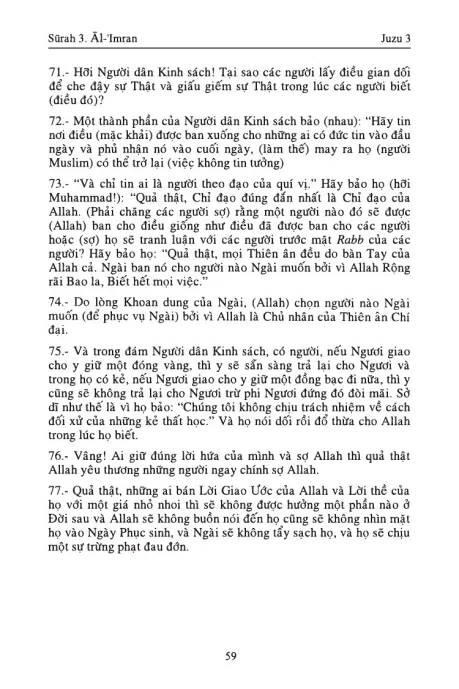 Sūrah 3. Āl-'Imran Juzu 3
71.- Hỡi Người dân Kinh sách! Tại sao các người lấy điều gian dối
để che đậy sự Thật và giấu giếm sự Thật trong lúc các người biết
(điều đó)?
72.- Một thành phần của Người dân Kinh sách bảo (nhau): “Hãy tin
nơi điều (mặc khải) được ban xuống cho những ai có đức tin vào đầu
ngày và phủ nhận nó vào cuối ngày, (làm thế) may ra họ (người
Muslim) có thể trở lại (việc không tin tưởng)
73.- “Và chỉ tin ai là người theo đạo của quí vị.” Hãy bảo họ (hỡi
Muhammad!): “Quả thật, Chỉ đạo đúng đắn nhất là Chỉ đạo của
Allah. (Phải chăng các người sợ) rằng một người nào đó sẽ được
(Allah) ban cho điều giống như điều đã được ban cho các người
hoặc (sợ) họ sẽ tranh luận với các người trước mặt Rabb của các
người? Hãy bảo họ: “Quả thật, mọi Thiên ân đều do bàn Tay của
Allah cả. Ngài ban nó cho người nào Ngài muốn bởi vì Allah Rộng
rãi Bao la, Biết hết mọi việc.”
74.- Do lòng Khoan dung của Ngài, (Allah) chọn người nào Ngài
muốn (để phục vụ Ngài) bởi vì Allah là Chủ nhân của Thiên ân Chí
đại.
75.- Và trong đám Người dân Kinh sách, có người, nếu Ngươi giao
cho y giữ một đóng vàng, thì y sẽ sẵn sàng trả lại cho Ngươi và
trong họ có kẻ, nếu Ngươi giao cho y giữ một đồng bạc đi nữa, thì y
cũng sẽ không trả lại cho Ngươi trừ phi Ngươi đứng đó đòi mãi. Sở
dĩ như thế là vì họ bảo: “Chúng tôi không chịu trách nhiệm về cách
đối xử của những kẻ thất học.” Và họ nói dối rồi đổ thừa cho Allah
trong lúc họ biết.
76.- Vâng! Ai giữ đúng lời hứa của mình và sợ Allah thì quả thật
Allah yêu thương những người ngay chính sợ Allah.
77.- Quả thật, những ai bán Lời Giao Ước của Allah và Lời thề của
họ với một giá nhỏ nhoi thì sẽ không được hưởng một phần nào ở
Đời sau và Allah sẽ không buồn nói đến họ cũng sẽ không nhìn mặt
họ vào Ngày Phục sinh, và Ngài sẽ không tẩy sạch họ, và họ sẽ chịu
một sự trừng phạt đau đớn.
59